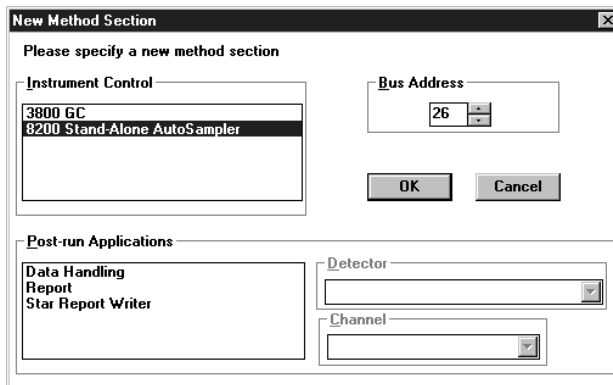 New Method Section
Please specify a new method section
Instrument Control
3800 GC
8200 Stand-Alone AutoSampler
Bus Address
26
OK
Cancel
Post-run Applications
Data Handling
Report
Star Report Writer
Detector
Channel